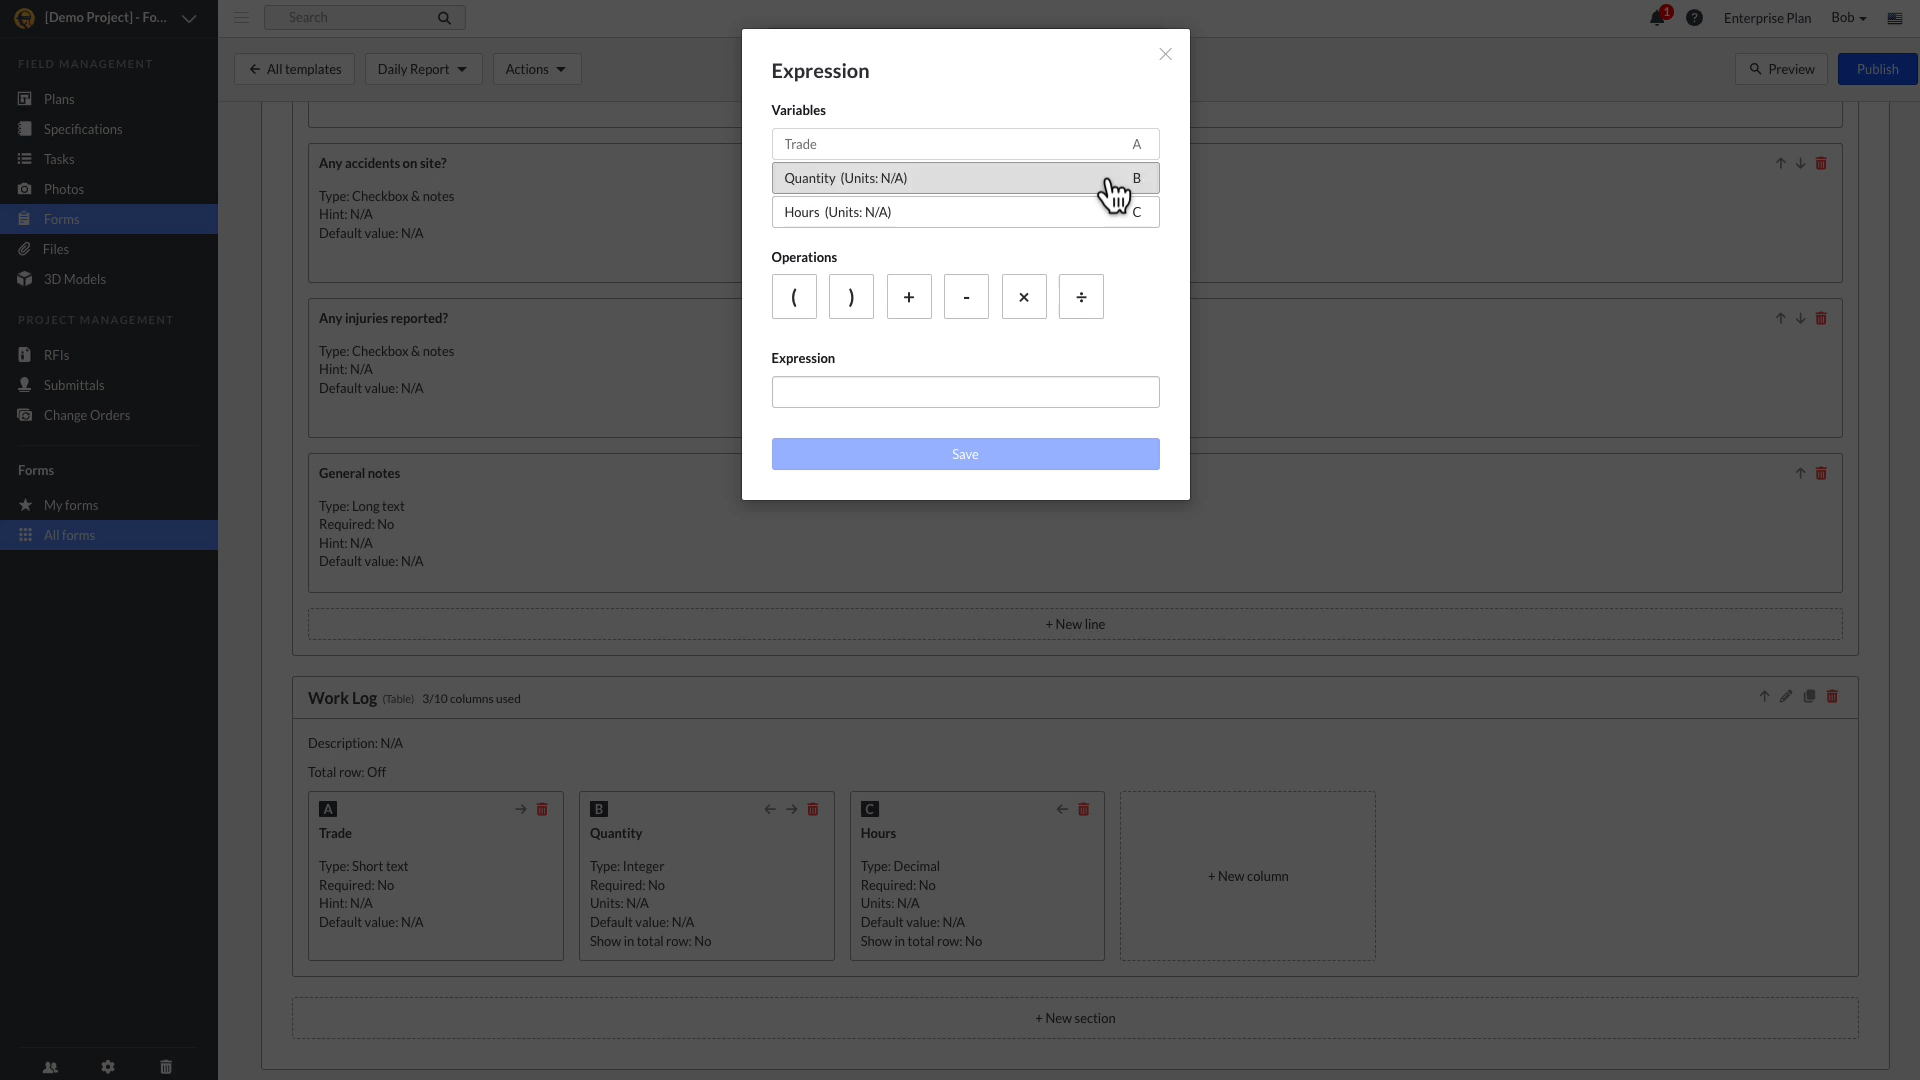 [Demo Project] - Fo...
Search
1
?
Enterprise Plan
Bob
FIELD MANAGEMENT
Plans
Specifications
Tasks
Photos
Forms
Files
3D Models
PROJECT MANAGEMENT
RFIs
Submittals
Change Orders
Forms
My forms
All forms
← All templates
Daily Report
Actions
Preview
Publish
Any accidents on site?
Type: Checkbox & notes
Hint: N/A
Default value: N/A
Any injuries reported?
Type: Checkbox & notes
Hint: N/A
Default value: N/A
General notes
Type: Long text
Required: No
Hint: N/A
Default value: N/A
+ New line
Work Log (Table) 3/10 columns used
Description: N/A
Total row: Off
A
Trade
Type: Short text
Required: No
Hint: N/A
Default value: N/A
B
Quantity
Type: Integer
Required: No
Units: N/A
Default value: N/A
Show in total row: No
C
Hours
Type: Decimal
Required: No
Units: N/A
Default value: N/A
Show in total row: No
+ New column
+ New section
Expression
Variables
Trade A
Quantity (Units: N/A) B
Hours (Units: N/A) C
Operations
( ) + - × ÷
Expression
Save